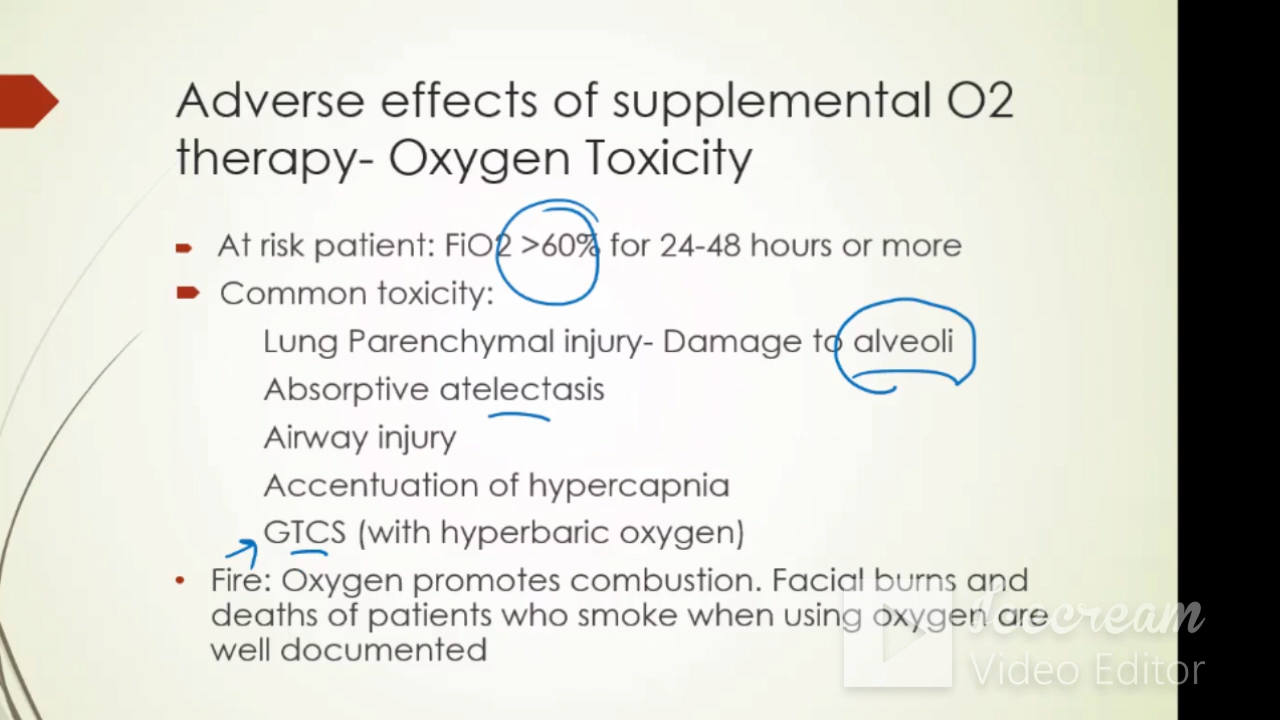 Adverse effects of supplemental O2
therapy- Oxygen Toxicity
At risk patient: FiO2 >60% for 24-48 hours or more
Common toxicity:
Lung Parenchymal injury- Damage to alveoli
Absorptive atelectasis
Airway injury
Accentuation of hypercapnia
GTCS (with hyperbaric oxygen)
Fire: Oxygen promotes combustion. Facial burns and
deaths of patients who smoke when using oxygen are
well documented
Icecream
Video Editor